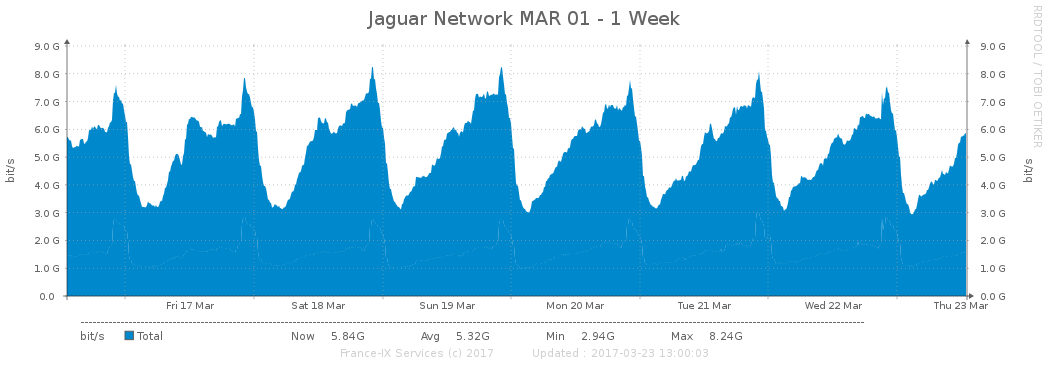 Jaguar Network MAR 01 - 1 Week
RRDTOOL / TOBI OETIKER
bit/s
9.0 G 9.0 G
8.0 G 8.0 G
7.0 G 7.0 G
6.0 G 6.0 G
5.0 G 5.0 G
4.0 G 4.0 G
3.0 G 3.0 G
2.0 G 2.0 G
1.0 G 1.0 G
0.0 0.0 G
bit/s
Fri 17 Mar Sat 18 Mar Sun 19 Mar Mon 20 Mar Tue 21 Mar Wed 22 Mar Thu 23 Mar
bit/s Total Now 5.84G Avg 5.32G Min 2.94G Max 8.24G
France-IX Services (c) 2017 Updated : 2017-03-23 13:00:03